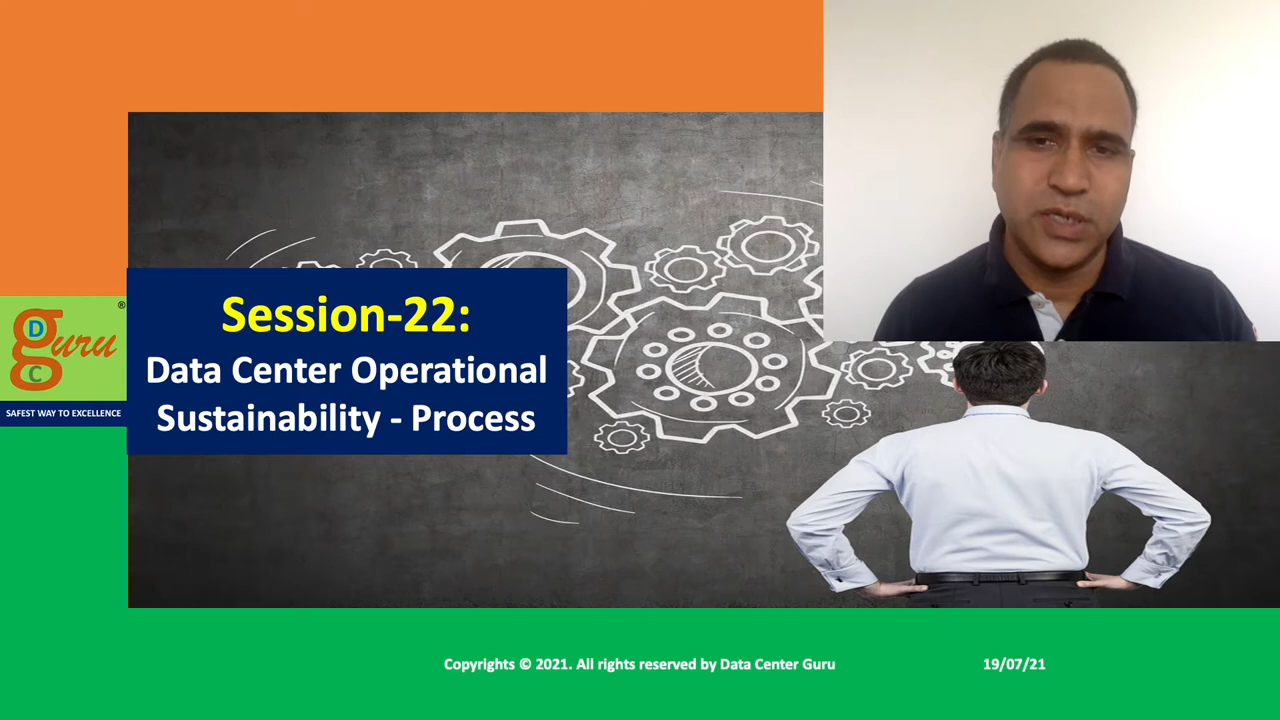 Session-22:
Data Center Operational
Sustainability - Process
DC guru ®
SAFEST WAY TO EXCELLENCE
Copyrights © 2021. All rights reserved by Data Center Guru
19/07/21